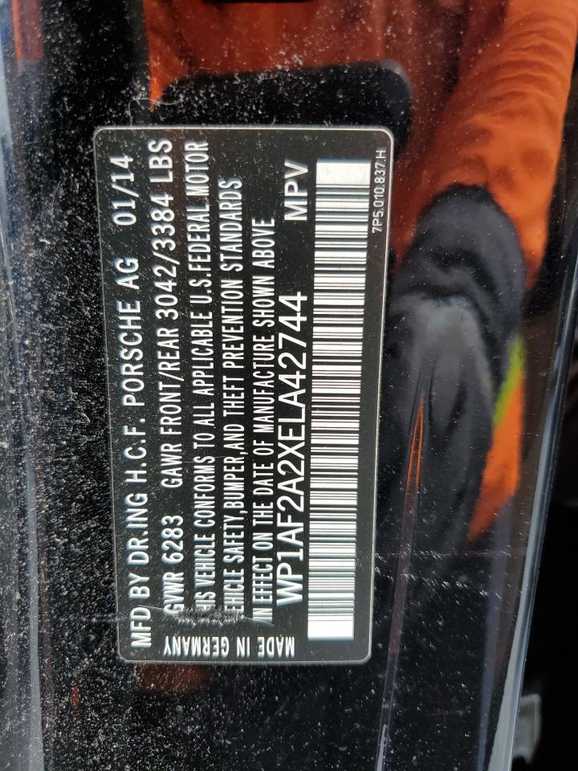 MFD BY DR.ING H.C.F. PORSCHE AG 01/14
GVWR 6283 GAWR FRONT/REAR 3042/3384 LBS
THIS VEHICLE CONFORMS TO ALL APPLICABLE U.S.FEDERAL MOTOR
VEHICLE SAFETY,BUMPER,AND THEFT PREVENTION STANDARDS
IN EFFECT ON THE DATE OF MANUFACTURE SHOWN ABOVE
WP1AF2A2XELA42744 MPV
MADE IN GERMANY
7P5.010.837.H